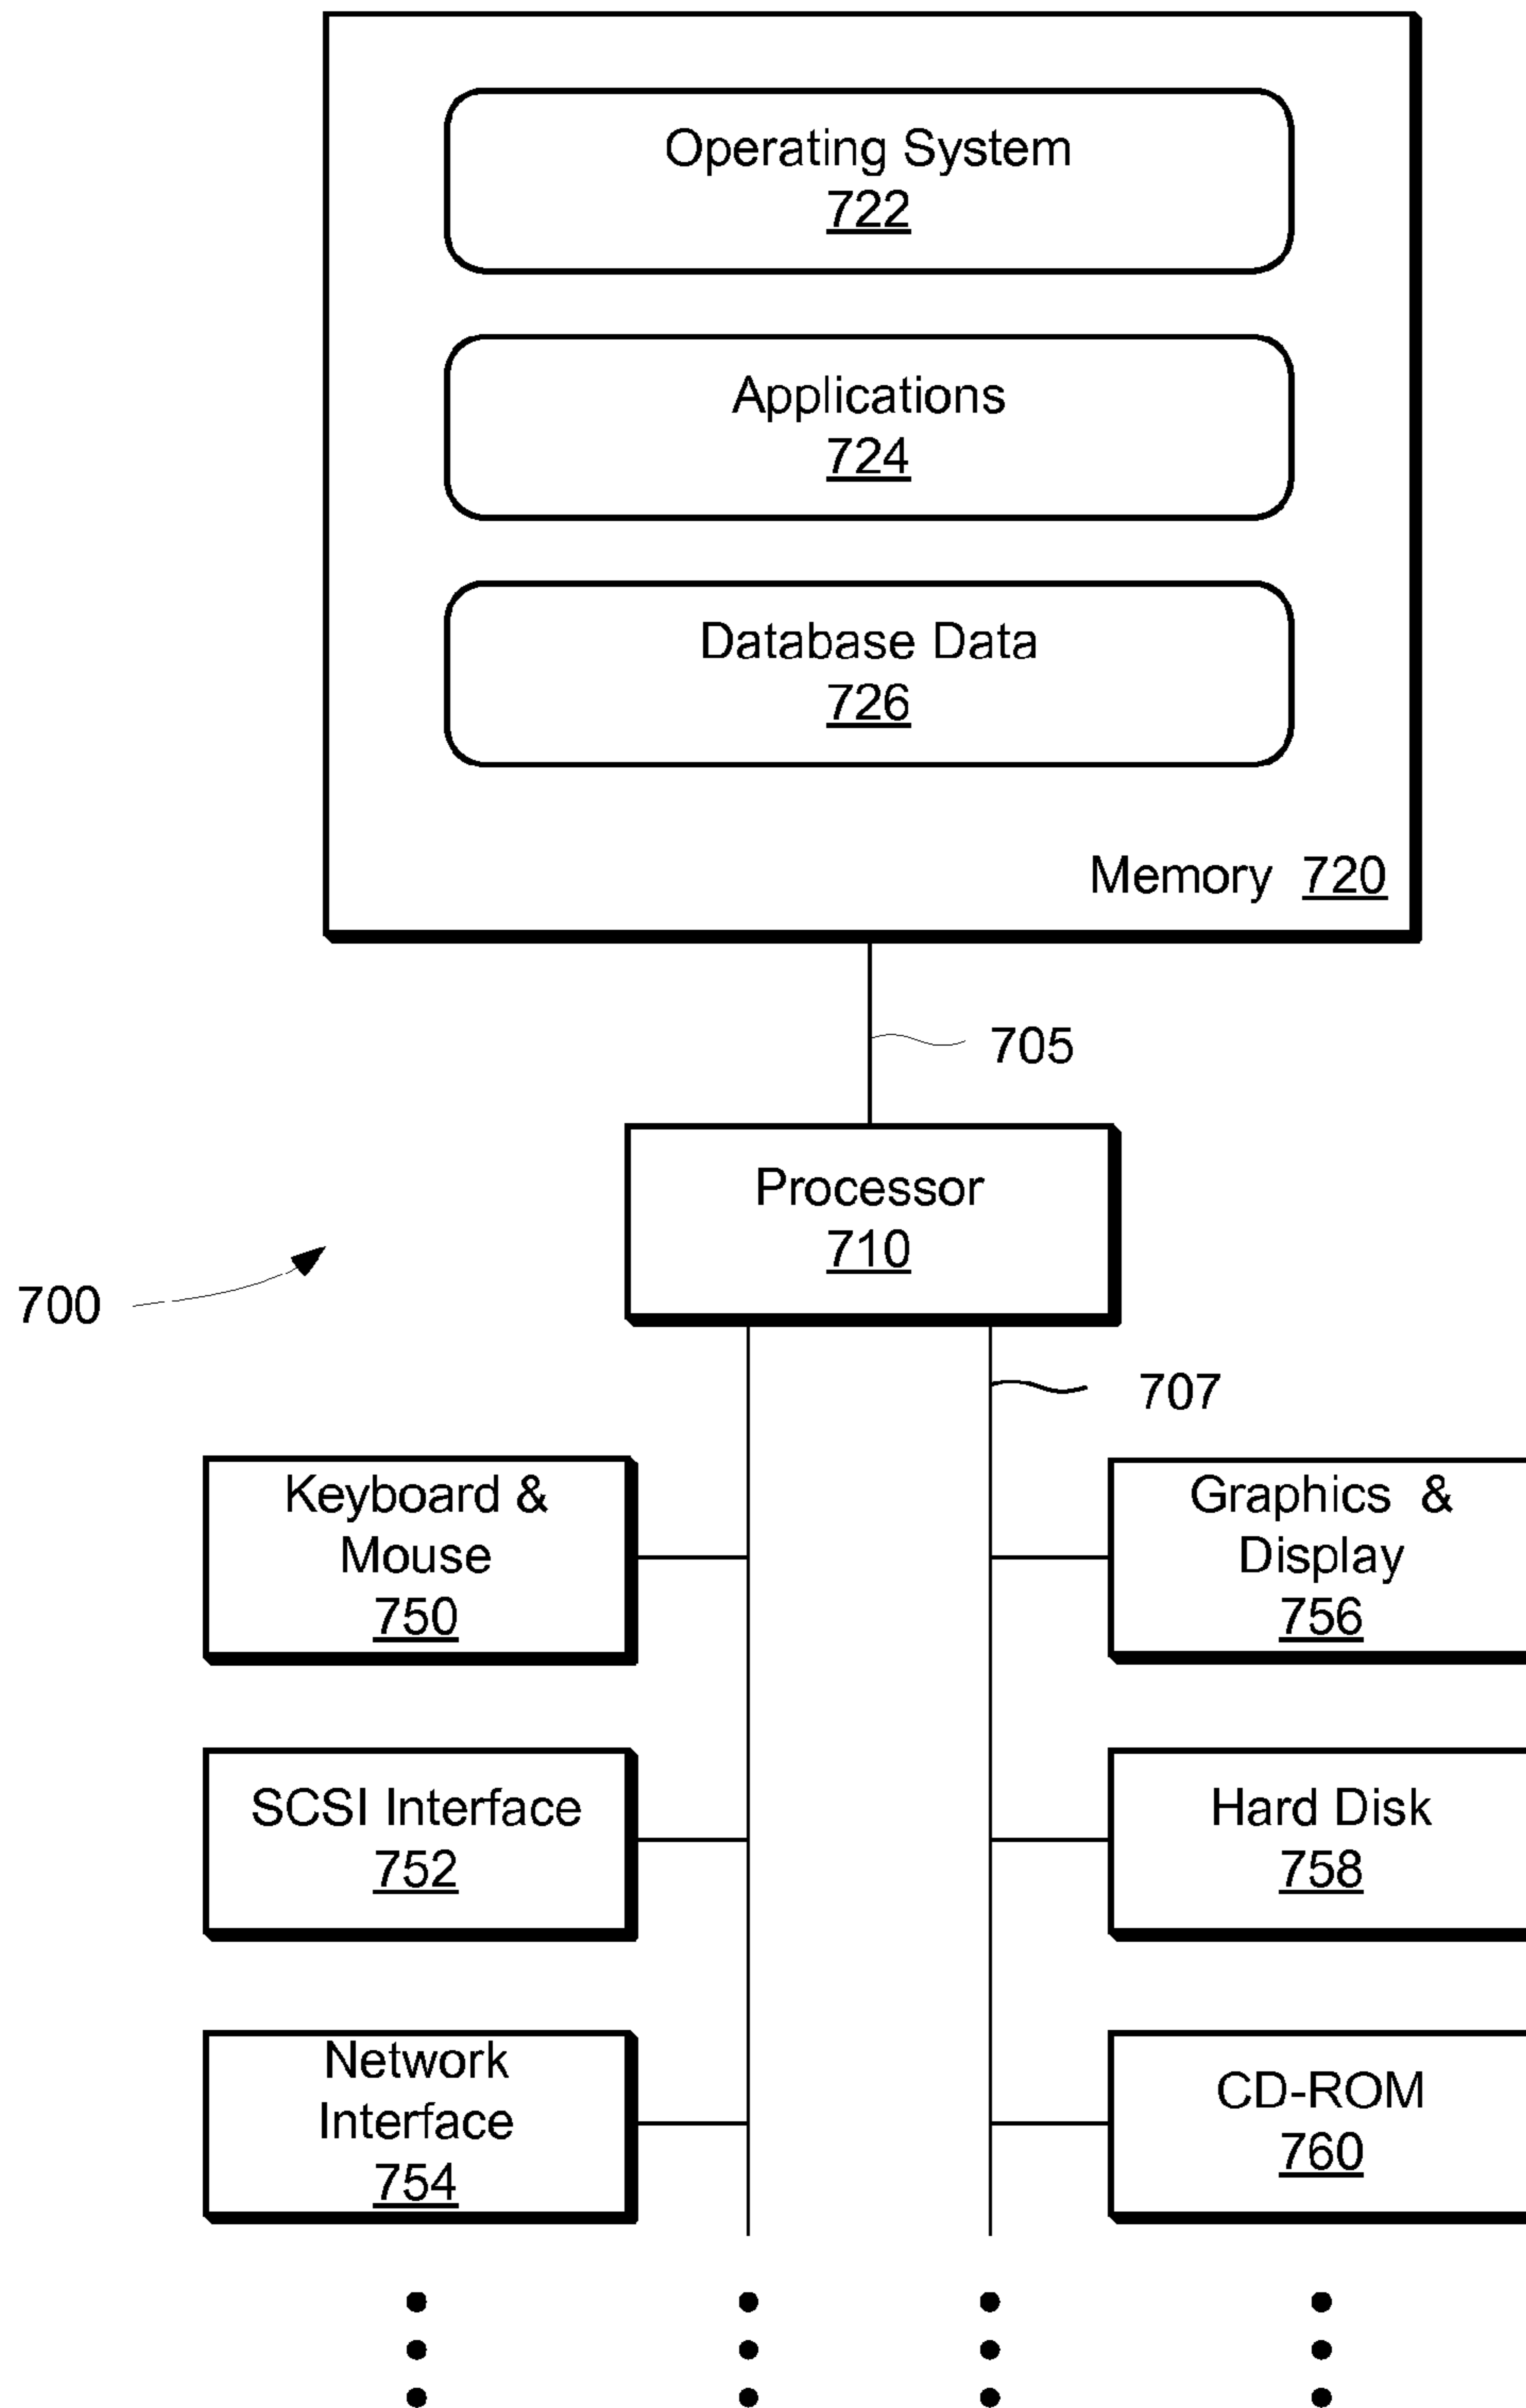 Operating System
722
Applications
724
Database Data
726
Memory 720
705
Processor
710
700
707
Keyboard &
Mouse
750
Graphics &
Display
756
SCSI Interface
752
Hard Disk
758
Network
Interface
754
CD-ROM
760